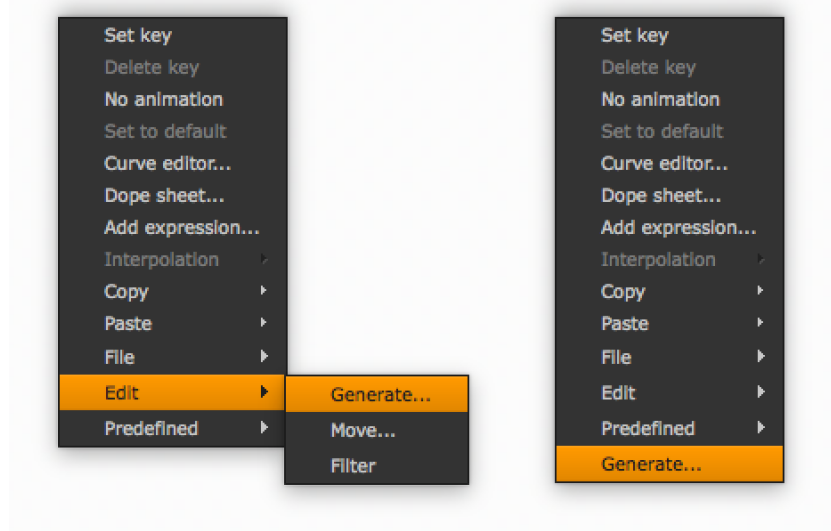 Set key
Delete key
No animation
Set to default
Curve editor...
Dope sheet...
Add expression...
Interpolation
Copy
Paste
File
Edit
Predefined
Generate...
Move...
Filter
Set key
Delete key
No animation
Set to default
Curve editor...
Dope sheet...
Add expression...
Interpolation
Copy
Paste
File
Edit
Predefined
Generate...